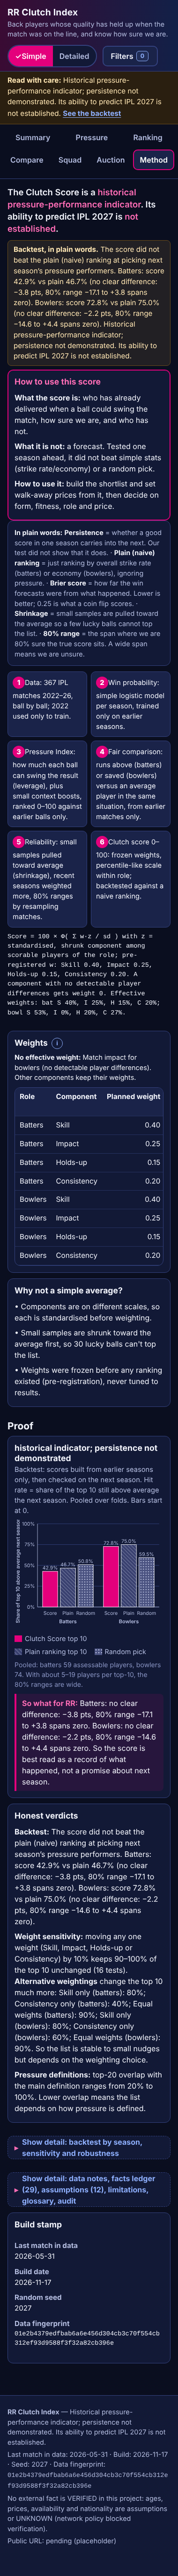 RR Clutch Index
Back players whose quality has held up when the match was on the line, and know how sure we are.
✓Simple
Detailed
Filters 0
Read with care: Historical pressure-performance indicator; persistence not demonstrated. Its ability to predict IPL 2027 is not established. See the backtest
Summary
Pressure
Ranking
Compare
Squad
Auction
Method
The Clutch Score is a historical pressure-performance indicator. Its ability to predict IPL 2027 is not established.
Backtest, in plain words. The score did not beat the plain (naive) ranking at picking next season's pressure performers. Batters: score 42.9% vs plain 46.7% (no clear difference: −3.8 pts, 80% range −17.1 to +3.8 spans zero). Bowlers: score 72.8% vs plain 75.0% (no clear difference: −2.2 pts, 80% range −14.6 to +4.4 spans zero). Historical pressure-performance indicator; persistence not demonstrated. Its ability to predict IPL 2027 is not established.
How to use this score
What the score is: who has already delivered when a ball could swing the match, how sure we are, and who has not.
What it is not: a forecast. Tested one season ahead, it did not beat simple stats (strike rate/economy) or a random pick.
How to use it: build the shortlist and set walk-away prices from it, then decide on form, fitness, role and price.
In plain words: Persistence = whether a good score in one season carries into the next. Our test did not show that it does. · Plain (naive) ranking = just ranking by overall strike rate (batters) or economy (bowlers), ignoring pressure. · Brier score = how far the win forecasts were from what happened. Lower is better; 0.25 is what a coin flip scores. · Shrinkage = small samples are pulled toward the average so a few lucky balls cannot top the list. · 80% range = the span where we are 80% sure the true score sits. A wide span means we are unsure.
1 Data: 367 IPL matches 2022–26, ball by ball; 2022 used only to train.
2 Win probability: simple logistic model per season, trained only on earlier seasons.
3 Pressure Index: how much each ball can swing the result (leverage), plus small context boosts, ranked 0–100 against earlier balls only.
4 Fair comparison: runs above (batters) or saved (bowlers) versus an average player in the same situation, from earlier matches only.
5 Reliability: small samples pulled toward average (shrinkage), recent seasons weighted more, 80% ranges by resampling matches.
6 Clutch score 0–100: frozen weights, percentile-like scale within role; backtested against a naive ranking.
Score = 100 × Φ( Σ w·z / sd ) with z = standardised, shrunk component among scorable players of the role; pre-registered w: Skill 0.40, Impact 0.25, Holds-up 0.15, Consistency 0.20. A component with no detectable player differences gets weight 0. Effective weights: bat S 40%, I 25%, H 15%, C 20%; bowl S 53%, I 0%, H 20%, C 27%.
Weights i
No effective weight: Match impact for bowlers (no detectable player differences). Other components keep their weights.
Role Component Planned weight
Batters Skill 0.40
Batters Impact 0.25
Batters Holds-up 0.15
Batters Consistency 0.20
Bowlers Skill 0.40
Bowlers Impact 0.25
Bowlers Holds-up 0.15
Bowlers Consistency 0.20
Why not a simple average?
• Components are on different scales, so each is standardised before weighting.
• Small samples are shrunk toward the average first, so 30 lucky balls can't top the list.
• Weights were frozen before any ranking existed (pre-registration), never tuned to results.
Proof
historical indicator; persistence not demonstrated
Backtest: scores built from earlier seasons only, then checked on the next season. Hit rate = share of the top 10 still above average the next season. Pooled over folds. Bars start at 0.
Share of top 10 above average next season
100%
75%
50%
25%
0%
42.9%
46.7%
50.8%
72.8%
75.0%
59.5%
Score Plain Random
Score Plain Random
Batters
Bowlers
Clutch Score top 10
Plain ranking top 10
Random pick
Pooled: batters 59 assessable players, bowlers 74. With about 5–19 players per top-10, the 80% ranges are wide.
So what for RR: Batters: no clear difference: −3.8 pts, 80% range −17.1 to +3.8 spans zero. Bowlers: no clear difference: −2.2 pts, 80% range −14.6 to +4.4 spans zero. So the score is best read as a record of what happened, not a promise about next season.
Honest verdicts
Backtest: The score did not beat the plain (naive) ranking at picking next season's pressure performers. Batters: score 42.9% vs plain 46.7% (no clear difference: −3.8 pts, 80% range −17.1 to +3.8 spans zero). Bowlers: score 72.8% vs plain 75.0% (no clear difference: −2.2 pts, 80% range −14.6 to +4.4 spans zero).
Weight sensitivity: moving any one weight (Skill, Impact, Holds-up or Consistency) by 10% keeps 90–100% of the top 10 unchanged (16 tests).
Alternative weightings change the top 10 much more: Skill only (batters): 80%; Consistency only (batters): 40%; Equal weights (batters): 90%; Skill only (bowlers): 80%; Consistency only (bowlers): 60%; Equal weights (bowlers): 90%. So the list is stable to small nudges but depends on the weighting choice.
Pressure definitions: top-20 overlap with the main definition ranges from 20% to 100%. Lower overlap means the list depends on how pressure is defined.
▸ Show detail: backtest by season, sensitivity and robustness
▸ Show detail: data notes, facts ledger (29), assumptions (12), limitations, glossary, audit
Build stamp
Last match in data
2026-05-31
Build date
2026-11-17
Random seed
2027
Data fingerprint
RR Clutch Index — Historical pressure-performance indicator; persistence not demonstrated. Its ability to predict IPL 2027 is not established.
Last match in data: 2026-05-31 · Build: 2026-11-17 · Seed: 2027 · Data fingerprint:
No external fact is VERIFIED in this project: ages, prices, availability and nationality are assumptions or UNKNOWN (network policy blocked verification).
Public URL: pending (placeholder)